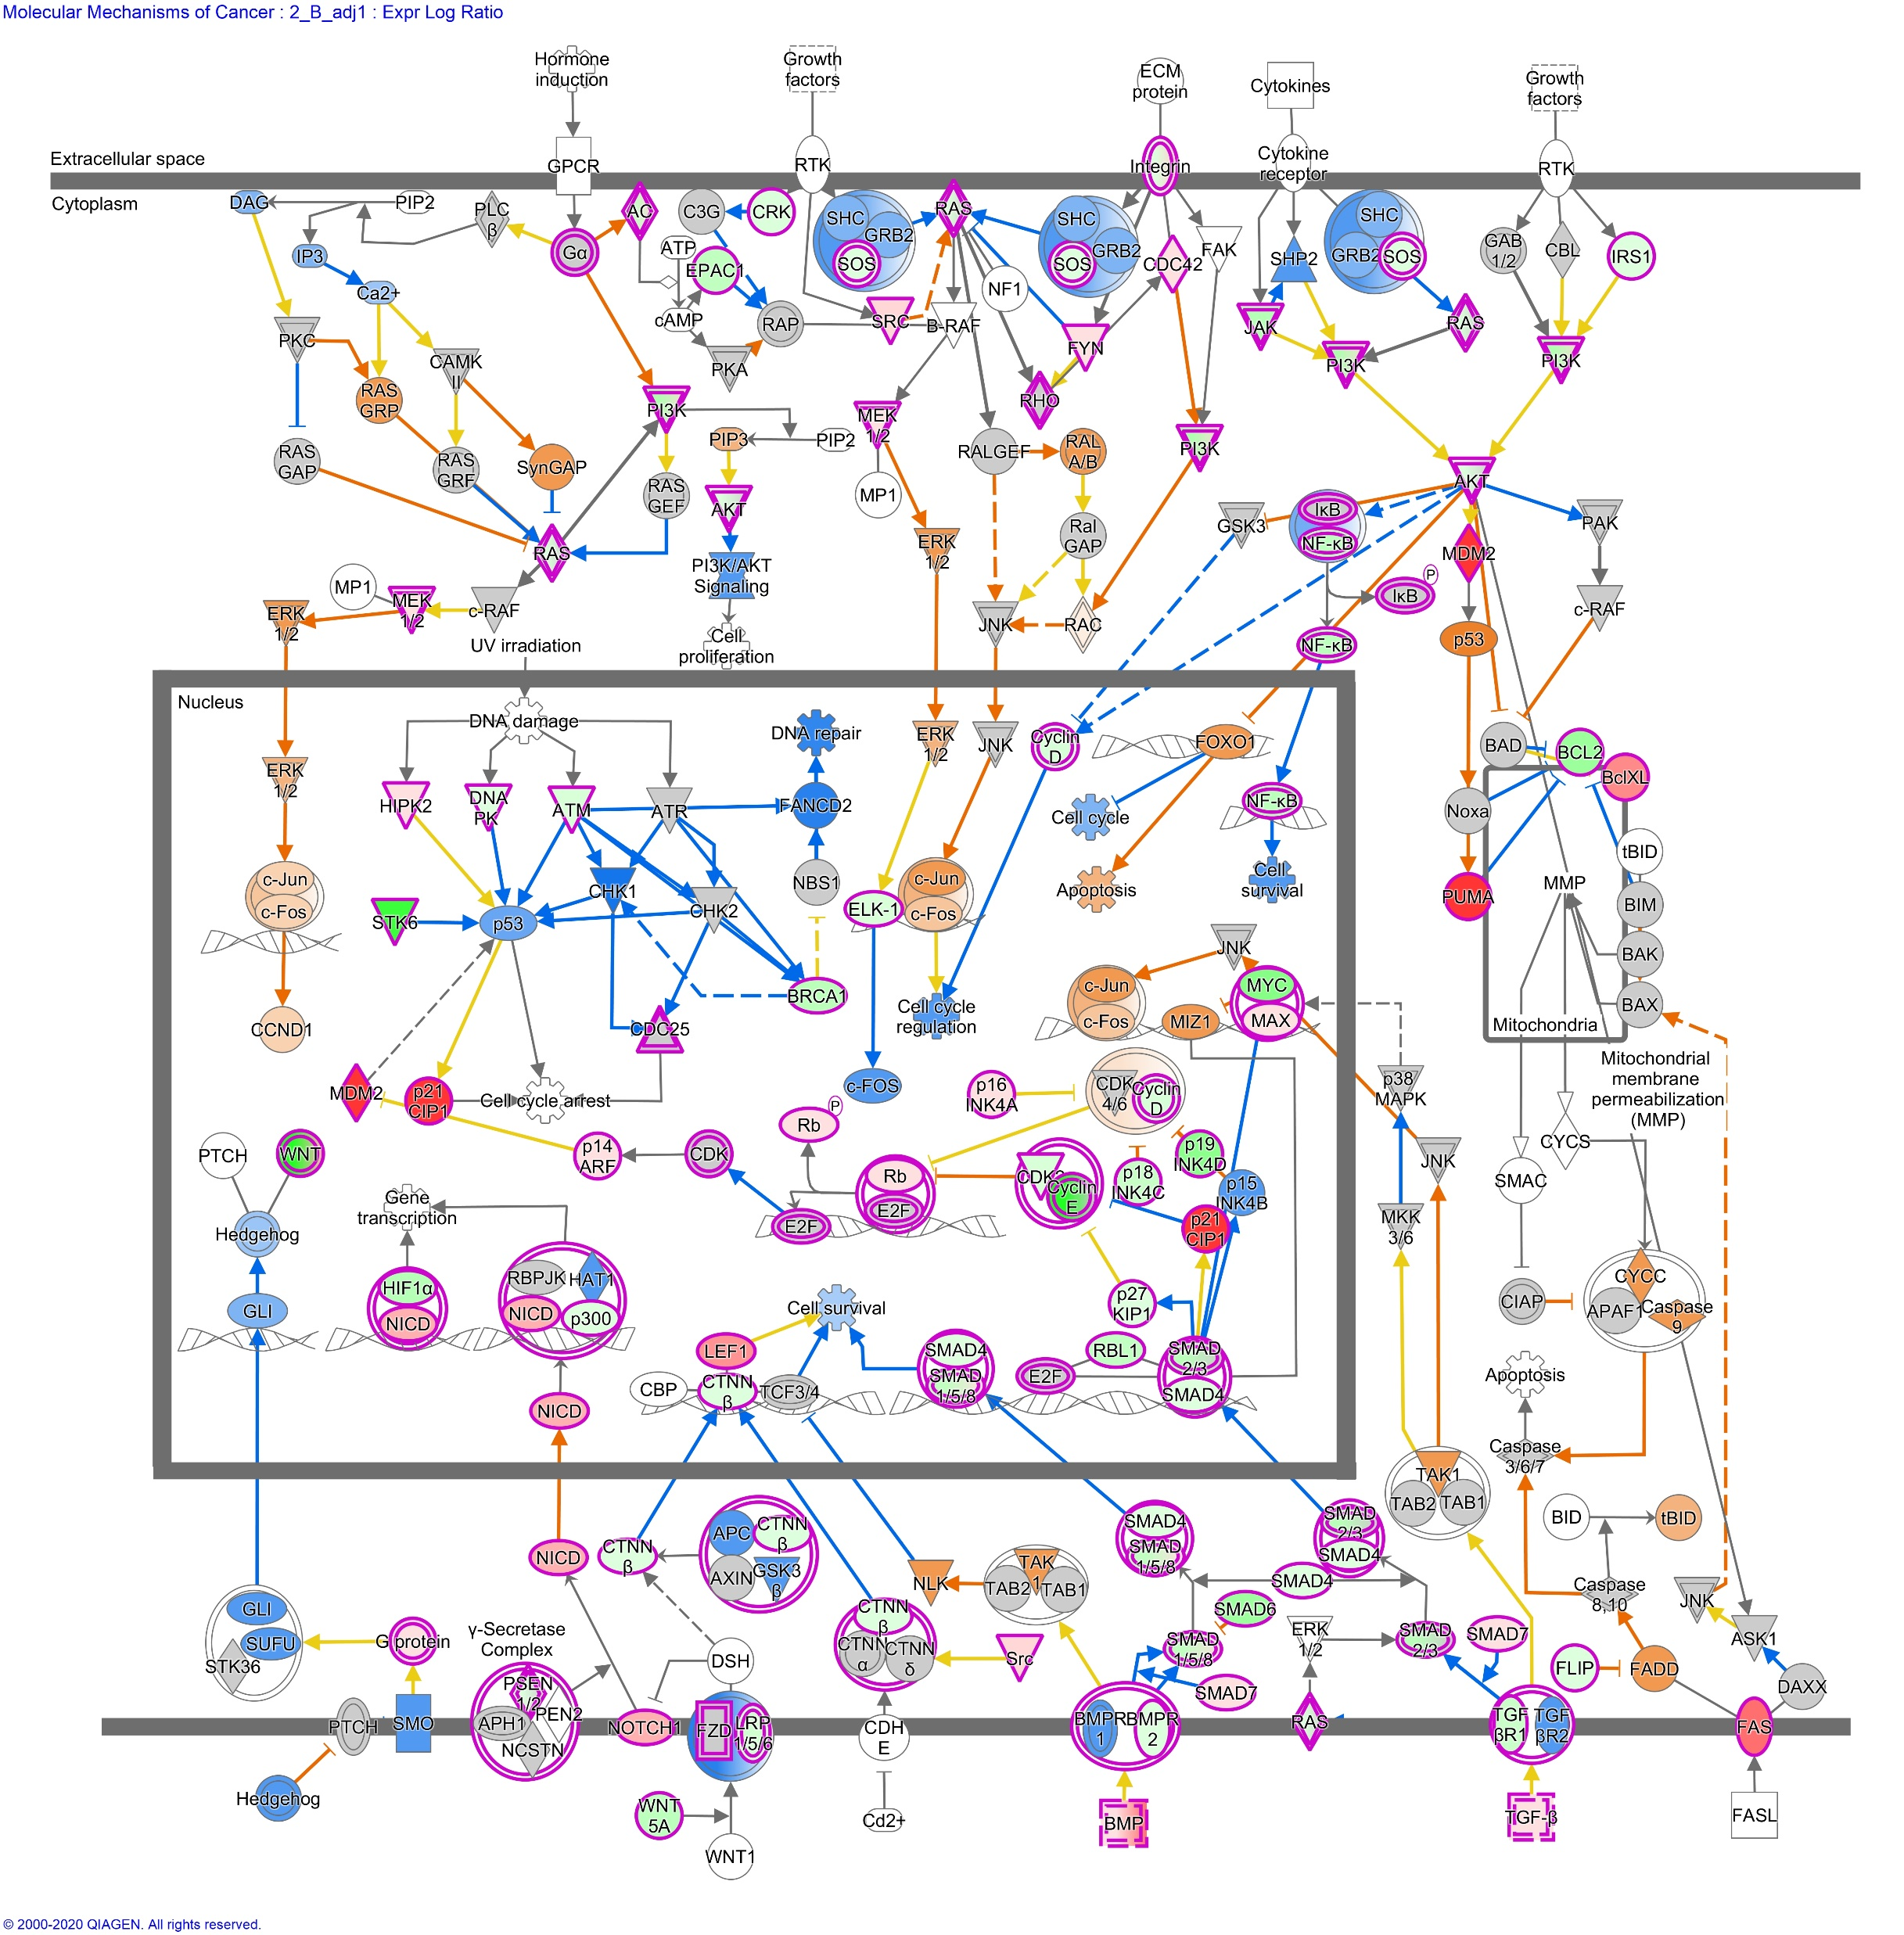 Molecular Mechanisms of Cancer : 2_B_adj1 : Expr Log Ratio
Hormone
induction
Growth
factors
ECM
protein
Cytokines
Growth
factors
Extracellular space
GPCR
RTK
Integrin
Cytokine
receptor
RTK
Cytoplasm
DAG
PIP2
PLC
β
Gα
AC
C3G
CRK
SHC
GRB2
SOS
RAS
SHC
GRB2
SOS
CDC42
FAK
SHP2
SHC
GRB2
SOS
GAB
1/2
CBL
IRS1
IP3
ATP
EPAC1
Ca2+
cAMP
RAP
SRC
B-RAF
NF1
FYN
JAK
RAS
PI3K
PI3K
PKC
CAMK
II
PKA
RAS
GRP
PI3K
RHO
MEK
1/2
PIP3
PIP2
RALGEF
RAL
A/B
PI3K
RAS
GAP
RAS
GRF
SynGAP
RAS
GEF
AKT
MP1
AKT
GSK3
IκB
NF-κB
PAK
ERK
1/2
Ral
GAP
MDM2
RAS
PI3K/AKT
Signaling
MP1
MEK
1/2
c-RAF
IκB
P
c-RAF
ERK
1/2
JNK
RAC
p53
UV irradiation
Cell
proliferation
NF-κB
Nucleus
DNA damage
DNA repair
ERK
1/2
JNK
Cyclin
D
FOXO1
BAD
BCL2
BclXL
ERK
1/2
HIPK2
DNA
PK
ATM
ATR
FANCD2
Cell cycle
NF-κB
Noxa
c-Jun
c-Fos
CHK1
NBS1
c-Jun
c-Fos
Apoptosis
Cell
survival
tBID
MMP
PUMA
BIM
STK6
p53
CHK2
ELK-1
BAK
JNK
BRCA1
c-Jun
c-Fos
MYC
MAX
MIZ1
BAX
CCND1
CDC25
Cell cycle
regulation
Mitochondria
MDM2
p21
CIP1
Cell cycle arrest
c-FOS
p16
INK4A
CDK
4/6
Cyclin
D
p38
MAPK
Mitochondrial
membrane
permeabilization
(MMP)
Rb
P
PTCH
WNT
p14
ARF
CDK
p19
INK4D
CYCS
JNK
Rb
E2F
Cyclin
E
p18
INK4C
p15
INK4B
SMAC
Gene
transcription
E2F
p21
CIP1
MKK
3/6
Hedgehog
HIF1α
NICD
RBPJK
HAT1
NICD
p300
CYCC
APAF1
Caspase
9
CIAP
GLI
Cell survival
p27
KIP1
LEF1
SMAD4
SMAD
1/5/8
RBL1
E2F
SMAD
2/3
SMAD4
CBP
CTNN
β
TCF3/4
Apoptosis
NICD
Caspase
3/6/7
TAK1
TAB2
TAB1
APC
CTNN
β
AXIN
GSK3
β
SMAD4
SMAD
1/5/8
SMAD
2/3
SMAD4
BID
tBID
NICD
CTNN
β
NLK
TAK
1
TAB2
TAB1
SMAD4
Caspase
8,10
JNK
GLI
SUFU
STK36
G protein
γ-Secretase
Complex
CTNN
β
CTNN
α
CTNN
δ
Src
SMAD6
SMAD
1/5/8
ERK
1/2
SMAD
2/3
SMAD7
ASK1
DSH
FLIP
FADD
PSEN
1/2
APH1
PEN2
NCSTN
SMAD7
DAXX
PTCH
SMO
NOTCH1
FZD
LRP
1/5/6
CDH
E
BMPR
1
BMPR
2
RAS
TGF
βR1
TGF
βR2
FAS
Hedgehog
WNT
5A
Cd2+
BMP
TGF-β
FASL
WNT1
© 2000-2020 QIAGEN. All rights reserved.